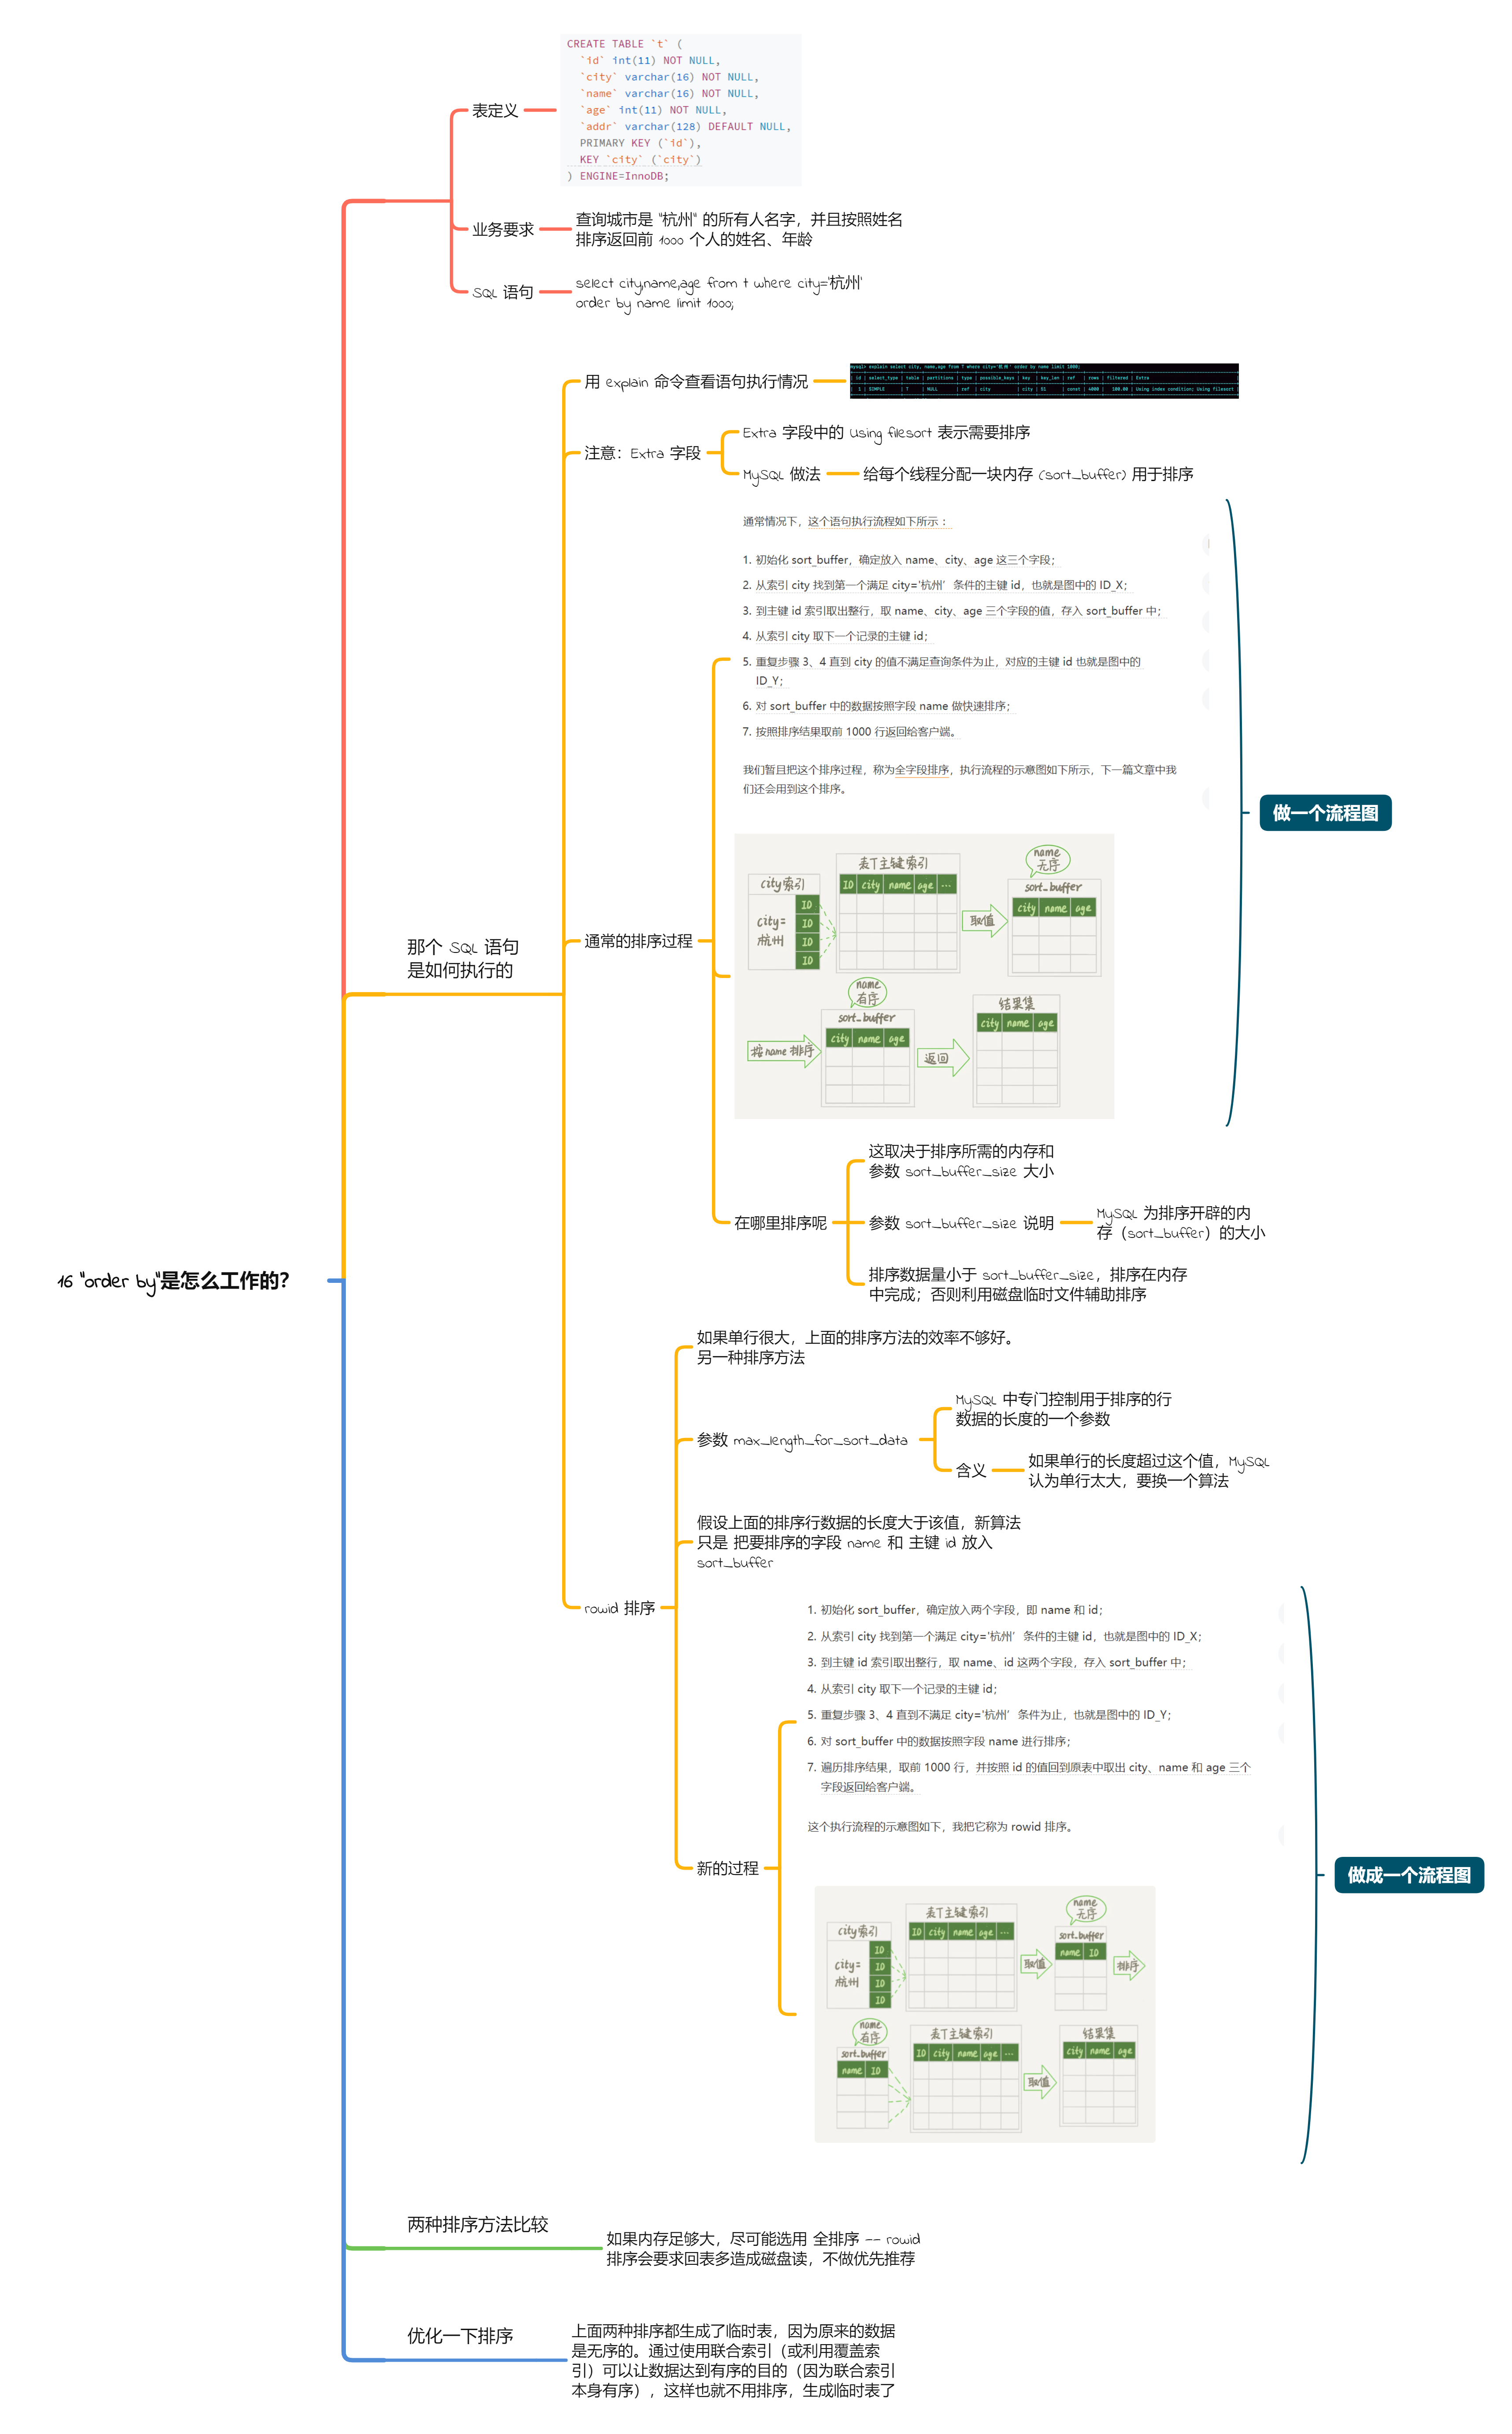 CREATE TABLE `t` (
`id` int(11) NOT NULL,
`city` varchar(16) NOT NULL,
`name` varchar(16) NOT NULL,
`age` int(11) NOT NULL,
`addr` varchar(128) DEFAULT NULL,
PRIMARY KEY (`id`),
KEY `city` (`city`)
) ENGINE=InnoDB;
表定义
业务要求
查询城市是 "杭州" 的所有人名字，并且按照姓名
排序返回前 1000 个人的姓名、年龄
SQL 语句
select city,name,age from t where city='杭州'
order by name limit 1000;
用 explain 命令查看语句执行情况
mysql> explain select city, name,age from T where city='杭州' order by name limit 1000;
| id | select_type | table | partitions | type | possible_keys | key | key_len | ref | rows | filtered | Extra
| 1 | SIMPLE | T | NULL | ref | city | city | 51 | const | 4000 | 100.00 | Using index condition; Using filesort |
注意：Extra 字段
Extra 字段中的 Using filesort 表示需要排序
MySQL 做法
给每个线程分配一块内存 (sort_buffer) 用于排序
通常情况下，这个语句执行流程如下所示 ：
1. 初始化 sort_buffer，确定放入 name、city、age 这三个字段；
2. 从索引 city 找到第一个满足 city='杭州’ 条件的主键 id，也就是图中的 ID_X；
3. 到主键 id 索引取出整行，取 name、city、age 三个字段的值，存入 sort_buffer 中；
4. 从索引 city 取下一个记录的主键 id；
5. 重复步骤 3、4 直到 city 的值不满足查询条件为止，对应的主键 id 也就是图中的
ID_Y；
6. 对 sort_buffer 中的数据按照字段 name 做快速排序；
7. 按照排序结果取前 1000 行返回给客户端。
我们暂且把这个排序过程，称为全字段排序，执行流程的示意图如下所示，下一篇文章中我
们还会用到这个排序。
做一个流程图
name
无序
表T主键索引
city索引
sort_buffer
ID city name age ...
city name age
ID
ID
ID
ID
city=
杭州
取值
name
有序
sort_buffer
结果集
city name age
city name age
按name排序
返回
那个 SQL 语句
是如何执行的
通常的排序过程
在哪里排序呢
这取决于排序所需的内存和
参数 sort_buffer_size 大小
参数 sort_buffer_size 说明
MySQL 为排序开辟的内
存（sort_buffer）的大小
排序数据量小于 sort_buffer_size，排序在内存
中完成；否则利用磁盘临时文件辅助排序
16 "order by"是怎么工作的？
如果单行很大，上面的排序方法的效率不够好。
另一种排序方法
参数 max_length_for_sort_data
MySQL 中专门控制用于排序的行
数据的长度的一个参数
含义
如果单行的长度超过这个值，MySQL
认为单行太大，要换一个算法
假设上面的排序行数据的长度大于该值，新算法
只是 把要排序的字段 name 和 主键 id 放入
sort_buffer
rowid 排序
1. 初始化 sort_buffer，确定放入两个字段，即 name 和 id；
2. 从索引 city 找到第一个满足 city='杭州’ 条件的主键 id，也就是图中的 ID_X；
3. 到主键 id 索引取出整行，取 name、id 这两个字段，存入 sort_buffer 中；
4. 从索引 city 取下一个记录的主键 id；
5. 重复步骤 3、4 直到不满足 city='杭州’ 条件为止，也就是图中的 ID_Y；
6. 对 sort_buffer 中的数据按照字段 name 进行排序；
7. 遍历排序结果，取前 1000 行，并按照 id 的值回到原表中取出 city、name 和 age 三个
字段返回给客户端。
这个执行流程的示意图如下，我把它称为 rowid 排序。
新的过程
做成一个流程图
name
无序
表T主键索引
city索引
sort_buffer
ID city name age ...
name ID
ID
ID
ID
ID
city=
杭州
取值
排序
name
有序
sort_buffer
表T主键索引
结果集
name ID
ID city name age ...
city name age
取值
两种排序方法比较
如果内存足够大，尽可能选用 全排序 -- rowid
排序会要求回表多造成磁盘读，不做优先推荐
优化一下排序
上面两种排序都生成了临时表，因为原来的数据
是无序的。通过使用联合索引（或利用覆盖索
引）可以让数据达到有序的目的（因为联合索引
本身有序），这样也就不用排序，生成临时表了